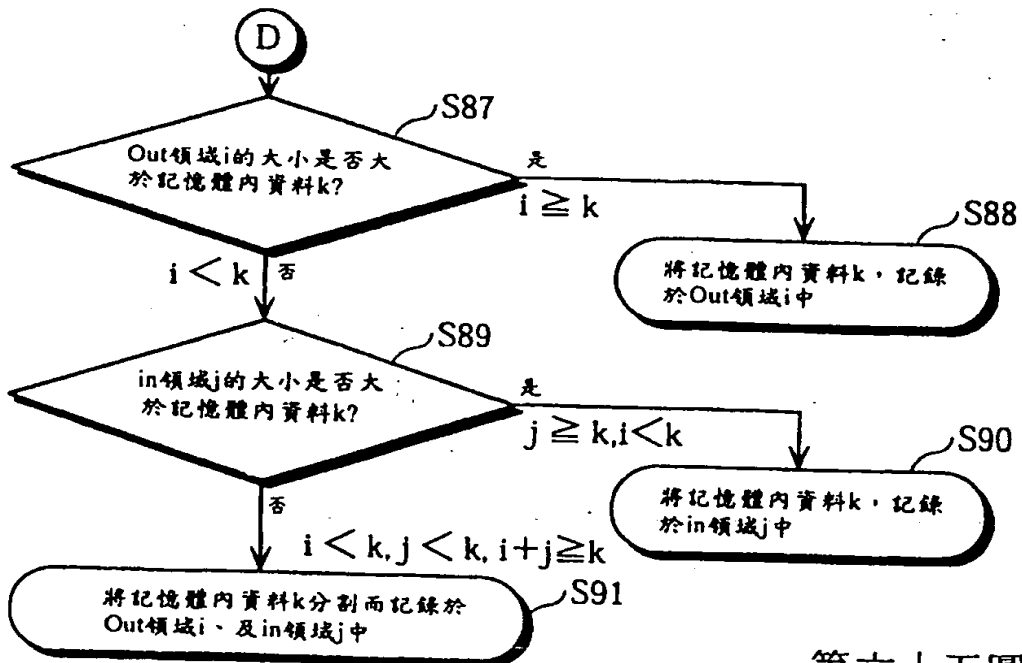 D
S87
Out領域i的大小是否大
於記憶體內資料k?
是
i ≧ k
S88
將記憶體內資料k，記錄
於Out領域i中
i < k
否
S89
in領域j的大小是否大
於記憶體內資料k?
是
j ≧ k,i<k
S90
將記憶體內資料k，記錄
於in領域j中
否
i < k, j < k, i+j≧k
S91
將記憶體內資料k分割而記錄於
Out領域i、及in領域j中